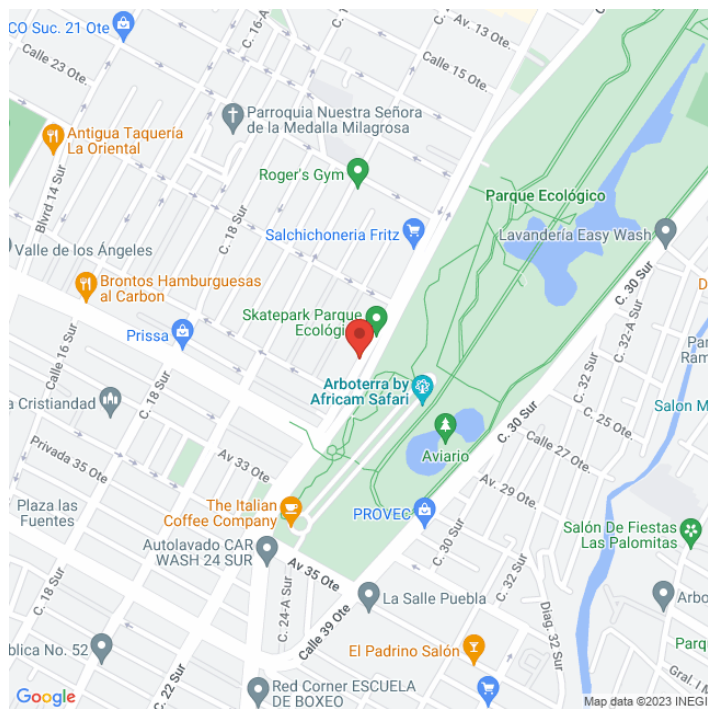 CO Suc. 21 Ote
C. 16-A
Av. 13 Ote.
Calle 23 Ote.
Calle 15 Ote.
Parroquia Nuestra Señora
de la Medalla Milagrosa
Antigua Taquería
La Oriental
Roger's Gym
Blvrd 14 Sur
Parque Ecológico
C. 18 Sur
Salchichoneria Fritz
Lavandería Easy Wash
Valle de los Ángeles
Brontos Hamburguesas
al Carbon
C. 30 Sur
D
Skatepark Parque
Ecológic
C. 32-A Sur
Prissa
Calle 16 Sur
Par
Ram
Arboterra by
Africam Safari
C. 32 Sur
a Cristiandad
C. 18 Sur
C. 30 Sur
Salon M
C. 25 Ote.
Calle 27 Ote.
Aviario
Privada 35 Ote
Av 33 Ote
Av. 29 Ote.
Plaza las
Fuentes
The Italian
Coffee Company
PROVEC
Salón De Fiestas
Las Palomitas
C. 30 Sur
Autolavado CAR
WASH 24 SUR
Av 35 Ote
C. 18 Sur
C. 32 Sur
La Salle Puebla
Arbo
C. 24-A Sur
Diag. 32 Sur
Calle 39 Ote
blica No. 52
El Padrino Salón
Parq
C. 22 Sur
Gral. I M
Red Corner ESCUELA
DE BOXEO
Google
Map data ©2023 INEGI